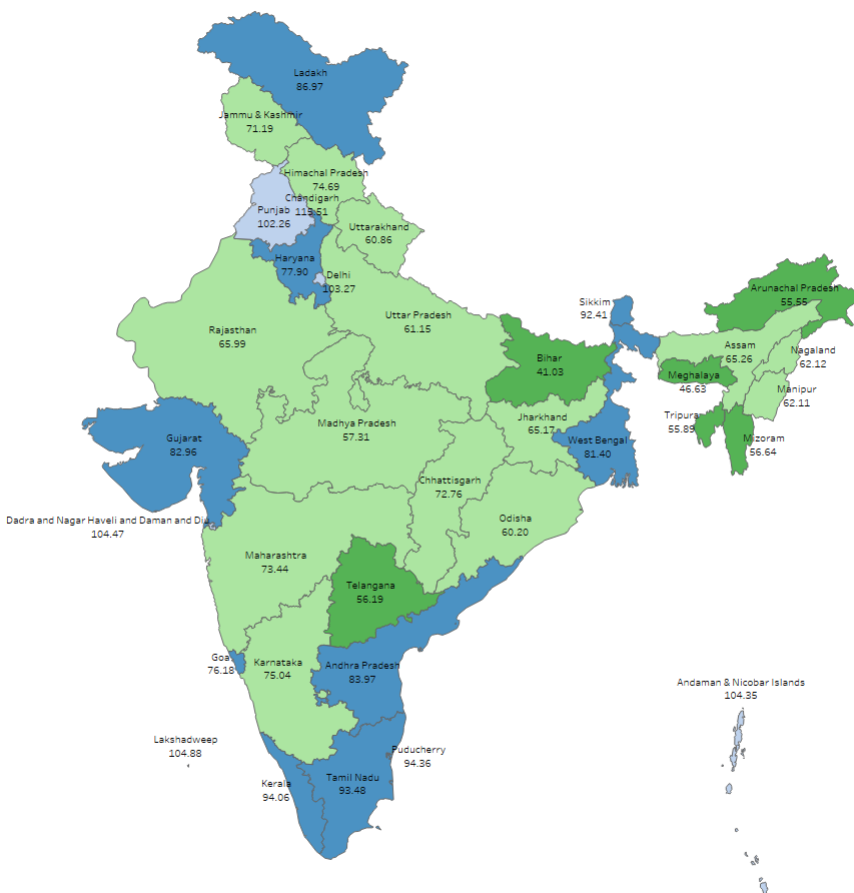 Ladakh
86.97
Jammu & Kashmir
71.19
Himachal Pradesh
74.69
Chandigarh
119.51
Punjab
102.26
Uttarakhand
60.86
Haryana
77.90
Delhi
103.27
Arunachal Pradesh
55.55
Sikkim
92.41
Rajasthan
65.99
Uttar Pradesh
61.15
Assam
65.26
Nagaland
62.12
Bihar
41.03
Meghalaya
46.63
Manipur
62.11
Tripura
55.89
Mizoram
56.64
Jharkhand
65.17
West Bengal
81.40
Madhya Pradesh
57.31
Gujarat
82.96
Chhattisgarh
72.76
Dadra and Nagar Haveli and Daman and Diu
104.47
Odisha
60.20
Maharashtra
73.44
Telangana
56.19
Goa
76.18
Karnataka
75.04
Andhra Pradesh
83.97
Andaman & Nicobar Islands
104.35
Lakshadweep
104.88
Puducherry
94.36
Kerala
94.06
Tamil Nadu
93.48